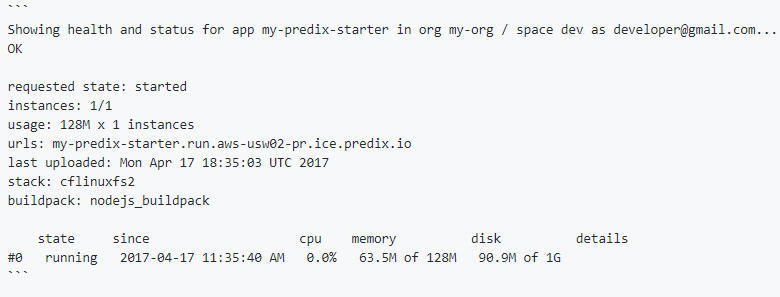 ```
Showing health and status for app my-predix-starter in org my-org / space dev as developer@gmail.com...
OK

requested state: started
instances: 1/1
usage: 128M x 1 instances
urls: my-predix-starter.run.aws-usw02-pr.ice.predix.io
last uploaded: Mon Apr 17 18:35:03 UTC 2017
stack: cflinuxfs2
buildpack: nodejs_buildpack

    state     since                    cpu    memory          disk          details
#0   running   2017-04-17 11:35:40 AM   0.0%   63.5M of 128M   90.9M of 1G
```